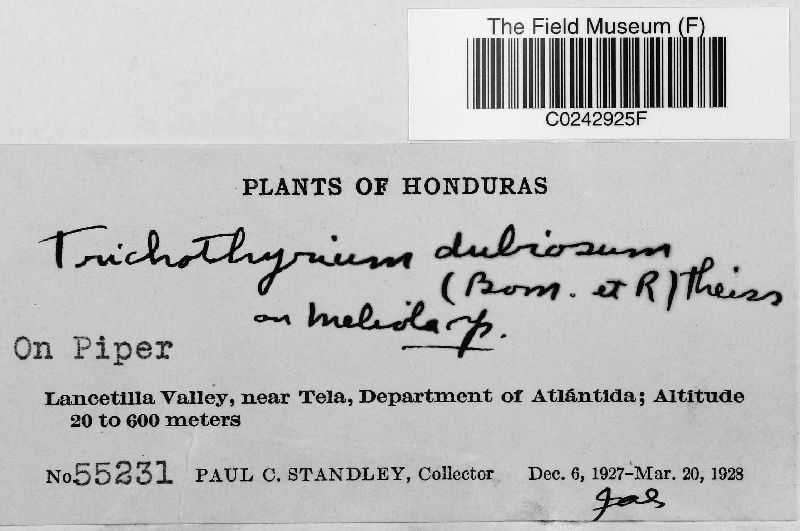 The Field Museum (F)
C0242925F
PLANTS OF HONDURAS
Trichothyrium dubiosum
(Bom. et R) Theiss
on Meliola sp.
On Piper
Lancetilla Valley, near Tela, Department of Atlántida; Altitude
20 to 600 meters
No. 55231 PAUL C. STANDLEY, Collector Dec. 6, 1927-Mar. 20, 1928